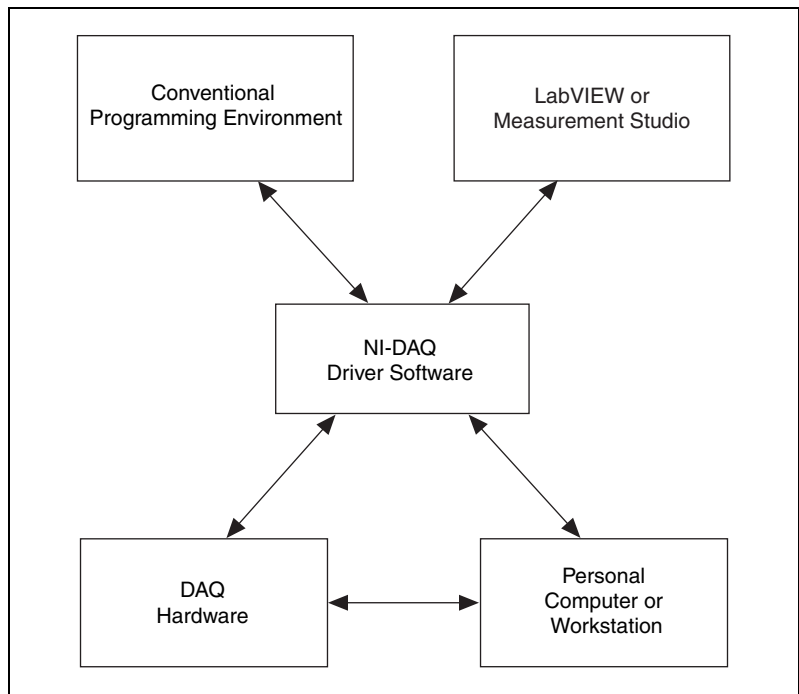 Conventional
Programming Environment
LabVIEW or
Measurement Studio
NI-DAQ
Driver Software
DAQ
Hardware
Personal
Computer or
Workstation